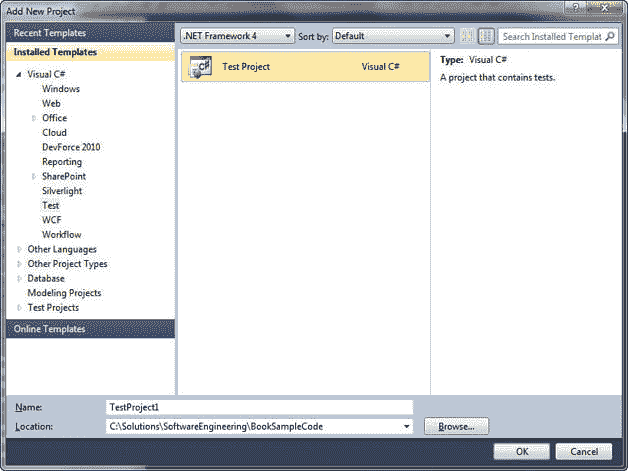 Add New Project
Recent Templates
Installed Templates
Visual C#
Windows
Web
Office
Cloud
DevForce 2010
Reporting
SharePoint
Silverlight
Test
WCF
Workflow
Other Languages
Other Project Types
Database
Modeling Projects
Test Projects
Online Templates
.NET Framework 4
Sort by: Default
Search Installed Templat
Test Project Visual C#
Type: Visual C#
A project that contains tests.
Name: TestProject1
Location: C:\Solutions\SoftwareEngineering\BookSampleCode
Browse...
OK Cancel